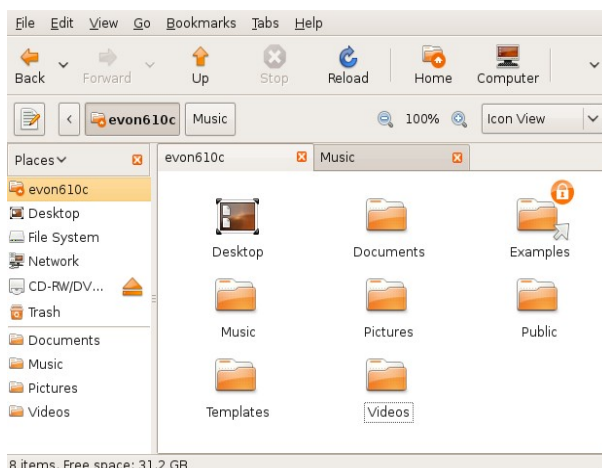 File Edit View Go Bookmarks Tabs Help
Back Forward Up Stop Reload Home Computer
evon610c Music 100% Icon View
Places evon610c Music
evon610c
Desktop
File System
Network
CD-RW/DV...
Trash
Documents
Music
Pictures
Videos
Desktop Documents Examples
Music Pictures Public
Templates Videos
8 items, Free space: 31.2 GB